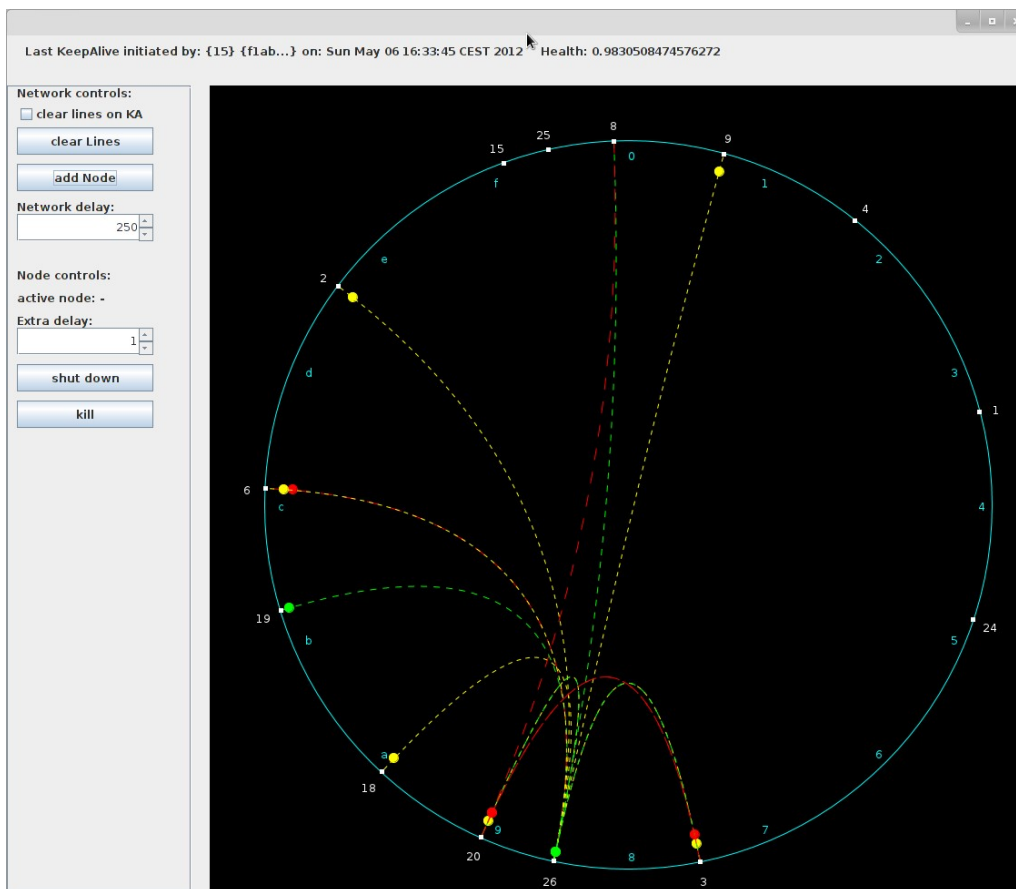 Last KeepAlive initiated by: {15} {f1ab...} on: Sun May 06 16:33:45 CEST 2012 Health: 0.9830508474576272
Network controls:
clear lines on KA
clear Lines
add Node
Network delay:
250
Node controls:
active node: -
Extra delay:
1
shut down
kill
8
25
9
15
0
f
1
4
e
2
2
d
3
1
6
c
4
19
b
5
24
a
6
18
9
7
20
8
26
3